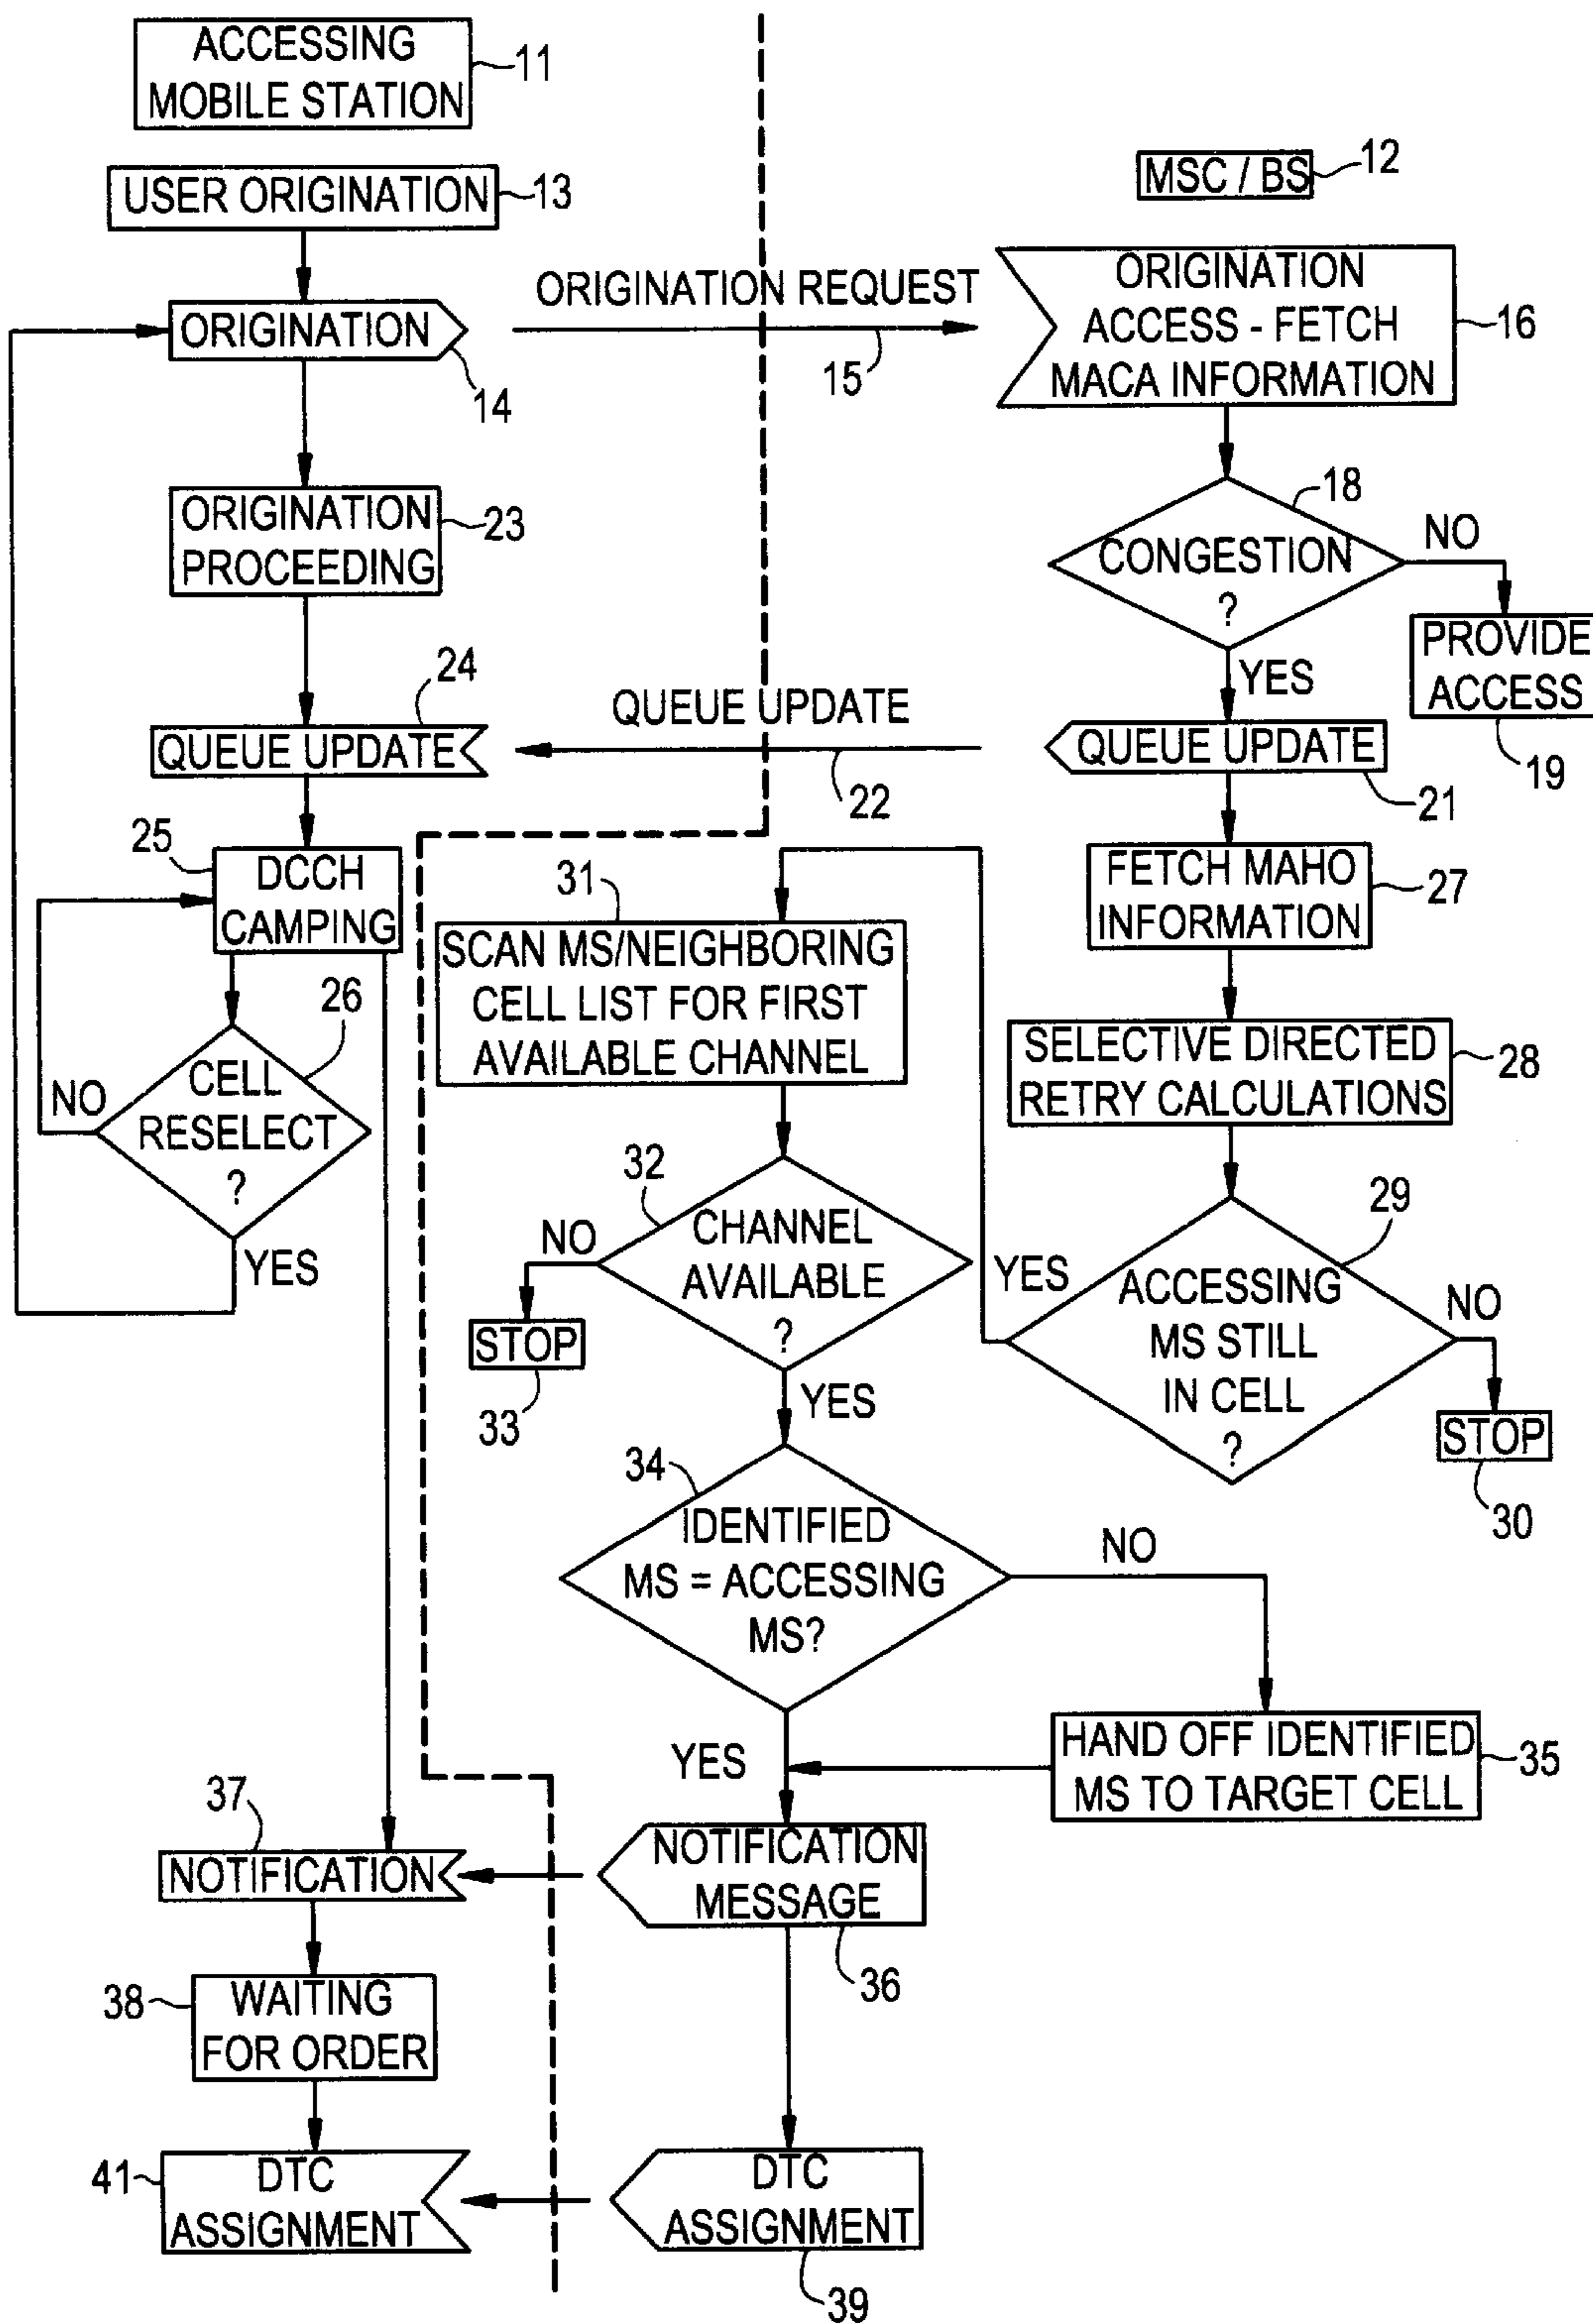 ACCESSING
MOBILE STATION
11
USER ORIGINATION
13
MSC / BS
12
ORIGINATION
14
ORIGINATION REQUEST
15
ORIGINATION
ACCESS - FETCH
MACA INFORMATION
16
ORIGINATION
PROCEEDING
23
CONGESTION
?
18
NO
YES
PROVIDE
ACCESS
19
QUEUE UPDATE
24
QUEUE UPDATE
22
QUEUE UPDATE
21
DCCH
CAMPING
25
CELL
RESELECT
?
26
NO
YES
FETCH MAHO
INFORMATION
27
SELECTIVE DIRECTED
RETRY CALCULATIONS
28
ACCESSING
MS STILL
IN CELL
?
29
YES
NO
STOP
30
SCAN MS/NEIGHBORING
CELL LIST FOR FIRST
AVAILABLE CHANNEL
31
CHANNEL
AVAILABLE
?
32
NO
STOP
33
YES
IDENTIFIED
MS = ACCESSING
MS?
34
NO
YES
HAND OFF IDENTIFIED
MS TO TARGET CELL
35
NOTIFICATION
MESSAGE
36
NOTIFICATION
37
WAITING
FOR ORDER
38
DTC
ASSIGNMENT
41
DTC
ASSIGNMENT
39